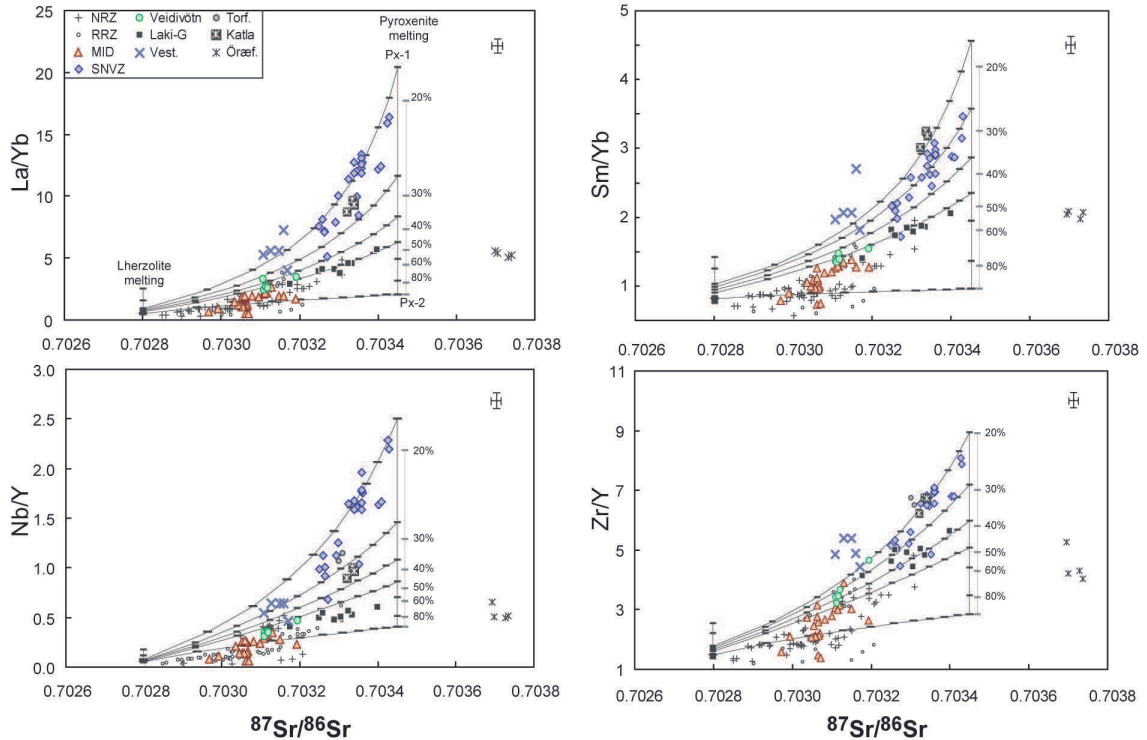 25
20
15
10
5
0
La/Yb
NRZ
RRZ
MID
SNVZ
Veidivötn
Laki-G
Vest.
Torf.
Katla
Öræf.
Pyroxenite
melting
Px-1
20%
30%
40%
50%
60%
80%
Px-2
Lherzolite
melting
0.7026 0.7028 0.7030 0.7032 0.7034 0.7036 0.7038
5
4
3
2
1
Sm/Yb
20%
30%
40%
50%
60%
80%
0.7026 0.7028 0.7030 0.7032 0.7034 0.7036 0.7038
3.0
2.5
2.0
1.5
1.0
0.5
0.0
Nb/Y
20%
30%
40%
50%
60%
80%
0.7026 0.7028 0.7030 0.7032 0.7034 0.7036 0.7038
87Sr/86Sr
11
9
7
5
3
1
Zr/Y
20%
30%
40%
50%
60%
80%
0.7026 0.7028 0.7030 0.7032 0.7034 0.7036 0.7038
87Sr/86Sr